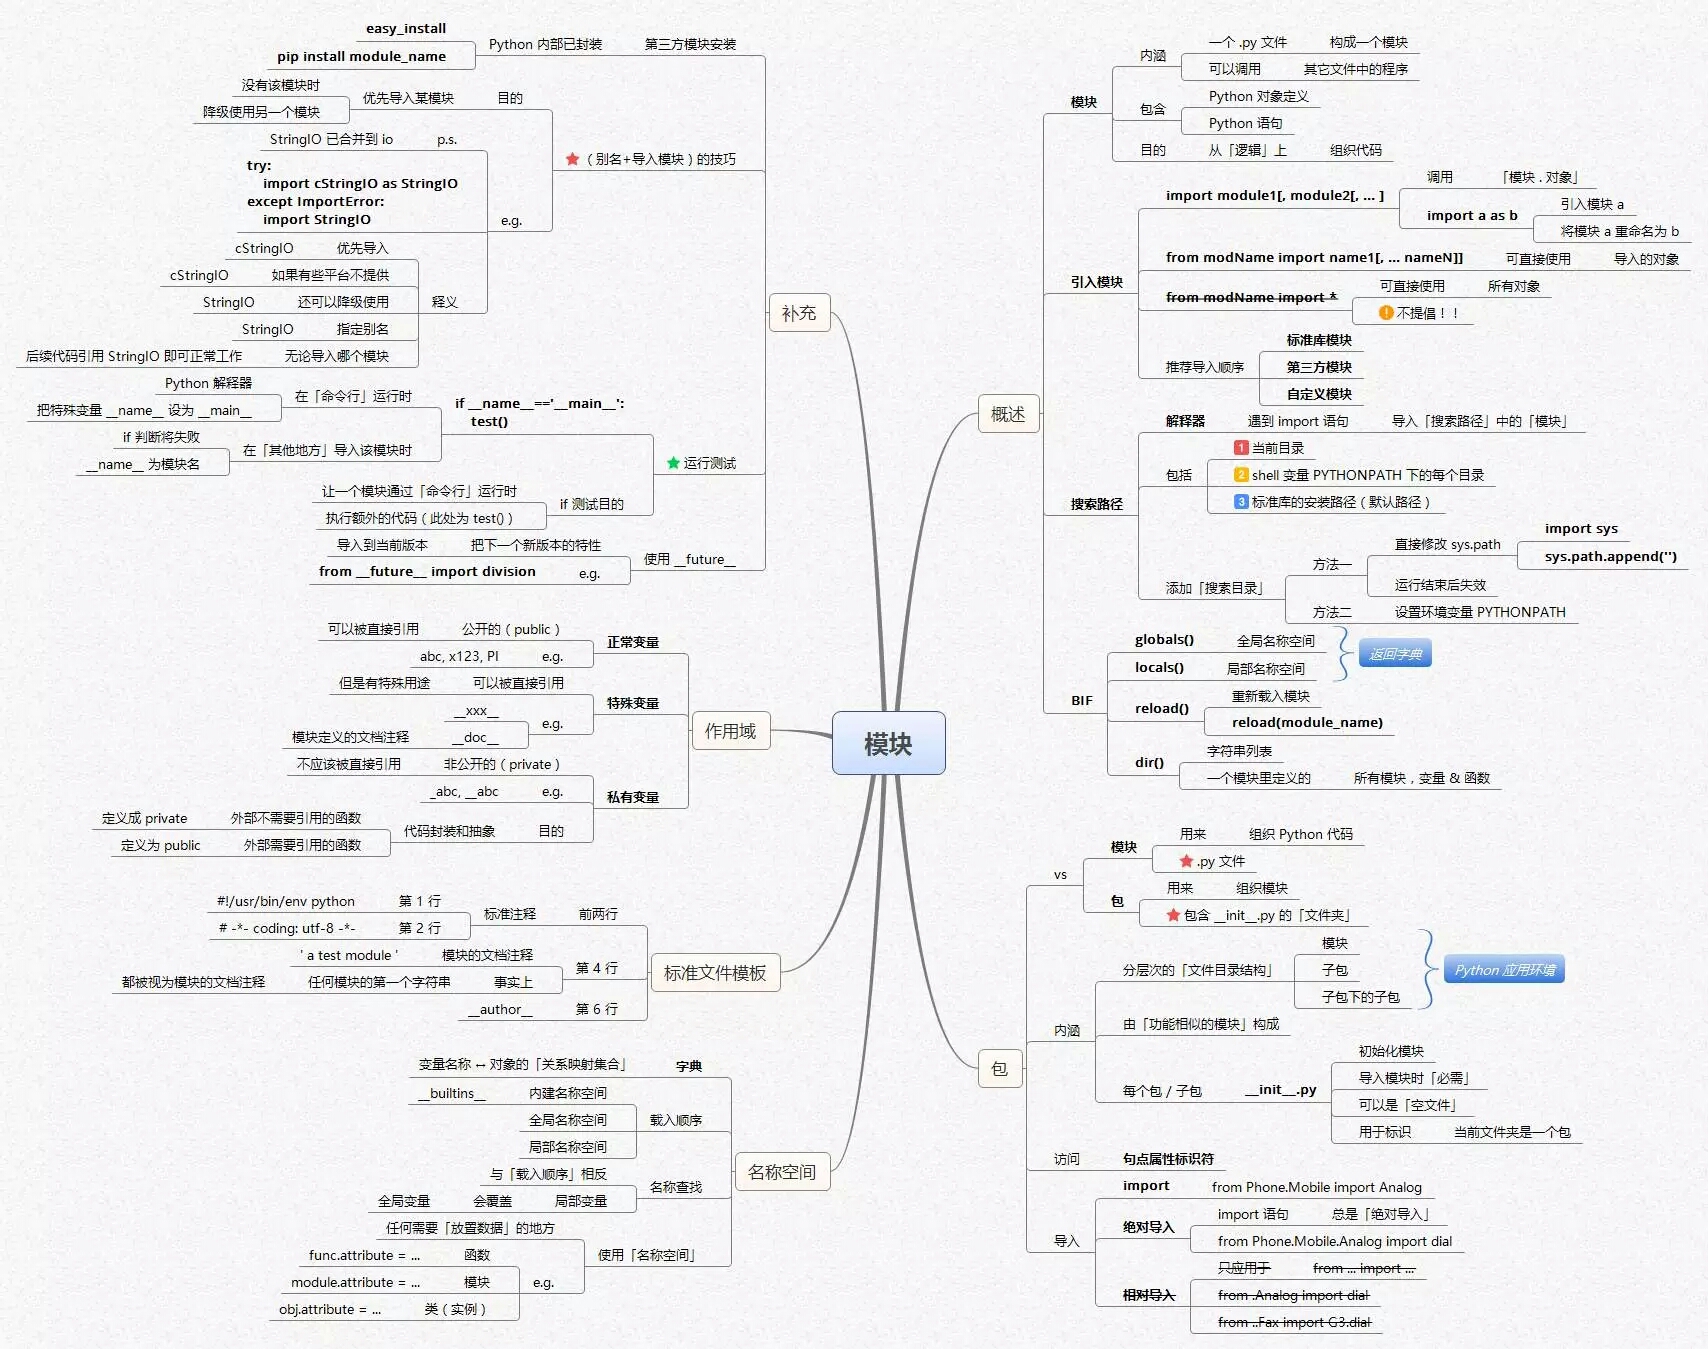 模块
概述
模块
内涵
一个 .py 文件 构成一个模块
可以调用 其它文件中的程序
包含
Python 对象定义
Python 语句
目的 从「逻辑」上 组织代码
引入模块
import module1[, module2[, ... ]
调用 「模块 . 对象」
import a as b
引入模块 a
将模块 a 重命名为 b
from modName import name1[, ... nameN]] 可直接使用 导入的对象
from modName import *
可直接使用 所有对象
不提倡！！
推荐导入顺序
标准库模块
第三方模块
自定义模块
搜索路径
解释器 遇到 import 语句 导入「搜索路径」中的「模块」
包括
1 当前目录
2 shell 变量 PYTHONPATH 下的每个目录
3 标准库的安装路径（默认路径）
添加「搜索目录」
方法一
直接修改 sys.path
import sys
sys.path.append('')
运行结束后失效
方法二 设置环境变量 PYTHONPATH
BIF
globals() 全局名称空间
locals() 局部名称空间
返回字典
reload()
重新载入模块
reload(module_name)
dir()
字符串列表
一个模块里定义的 所有模块，变量 & 函数
包
vs
模块
用来 组织 Python 代码
.py 文件
包
用来 组织模块
包含 __init__.py 的「文件夹」
内涵
分层次的「文件目录结构」
模块
子包
子包下的子包
Python 应用环境
由「功能相似的模块」构成
每个包 / 子包 __init__.py
初始化模块
导入模块时「必需」
可以是「空文件」
用于标识 当前文件夹是一个包
访问 句点属性标识符
导入
import from Phone.Mobile import Analog
绝对导入
import 语句 总是「绝对导入」
from Phone.Mobile.Analog import dial
相对导入
只应用于 from ... import ...
from .Analog import dial
from ..Fax import G3.dial
补充
easy_install
pip install module_name
Python 内部已封装 第三方模块安装
（别名+导入模块）的技巧
没有该模块时
降级使用另一个模块
优先导入某模块 目的
StringIO 已合并到 io p.s.
try:
import cStringIO as StringIO
except ImportError:
import StringIO
e.g.
cStringIO 优先导入
cStringIO 如果有些平台不提供
StringIO 还可以降级使用
StringIO 指定别名
后续代码引用 StringIO 即可正常工作 无论导入哪个模块
释义
运行测试
if __name__=='__main__':
test()
Python 解释器
把特殊变量 __name__ 设为 __main__
在「命令行」运行时
if 判断将失败
__name__ 为模块名
在「其他地方」导入该模块时
让一个模块通过「命令行」运行时
执行额外的代码（此处为 test()）
if 测试目的
导入到当前版本 把下一个新版本的特性
from __future__ import division e.g.
使用 __future__
作用域
可以被直接引用 公开的（public）
abc, x123, PI e.g.
正常变量
但是有特殊用途 可以被直接引用
__xxx__
模块定义的文档注释 __doc__
e.g.
特殊变量
不应该被直接引用 非公开的（private）
_abc, __abc e.g.
定义成 private 外部不需要引用的函数
定义为 public 外部需要引用的函数
代码封装和抽象 目的
私有变量
标准文件模板
#!/usr/bin/env python 第 1 行
# -*- coding: utf-8 -*- 第 2 行
标准注释 前两行
' a test module ' 模块的文档注释
都被视为模块的文档注释 任何模块的第一个字符串 事实上
第 4 行
__author__ 第 6 行
名称空间
变量名称 ↔ 对象的「关系映射集合」 字典
__builtins__ 内建名称空间
全局名称空间
局部名称空间
载入顺序
与「载入顺序」相反
全局变量 会覆盖 局部变量
名称查找
任何需要「放置数据」的地方
func.attribute = ... 函数
module.attribute = ... 模块
obj.attribute = ... 类（实例）
e.g.
使用「名称空间」